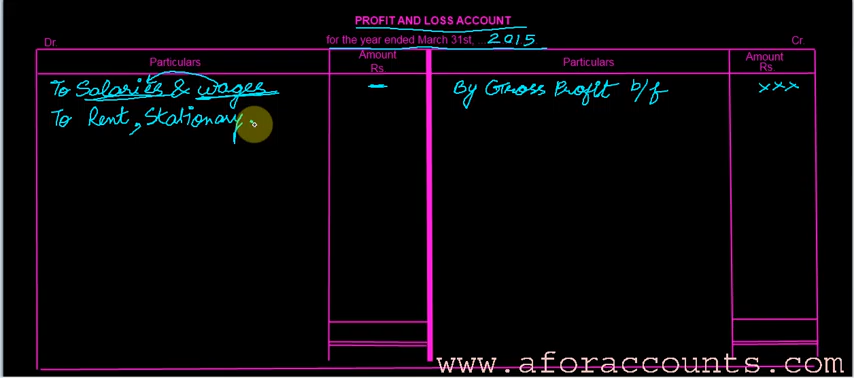 PROFIT AND LOSS ACCOUNT
for the year ended March 31st, ... 2015
Dr.
Cr.
Particulars
Amount
Rs
Particulars
Amount
Rs.
To Salaries & wages
—
By Gross Profit b/f
xxx
To Rent, Stationary
www.aforaccounts.com